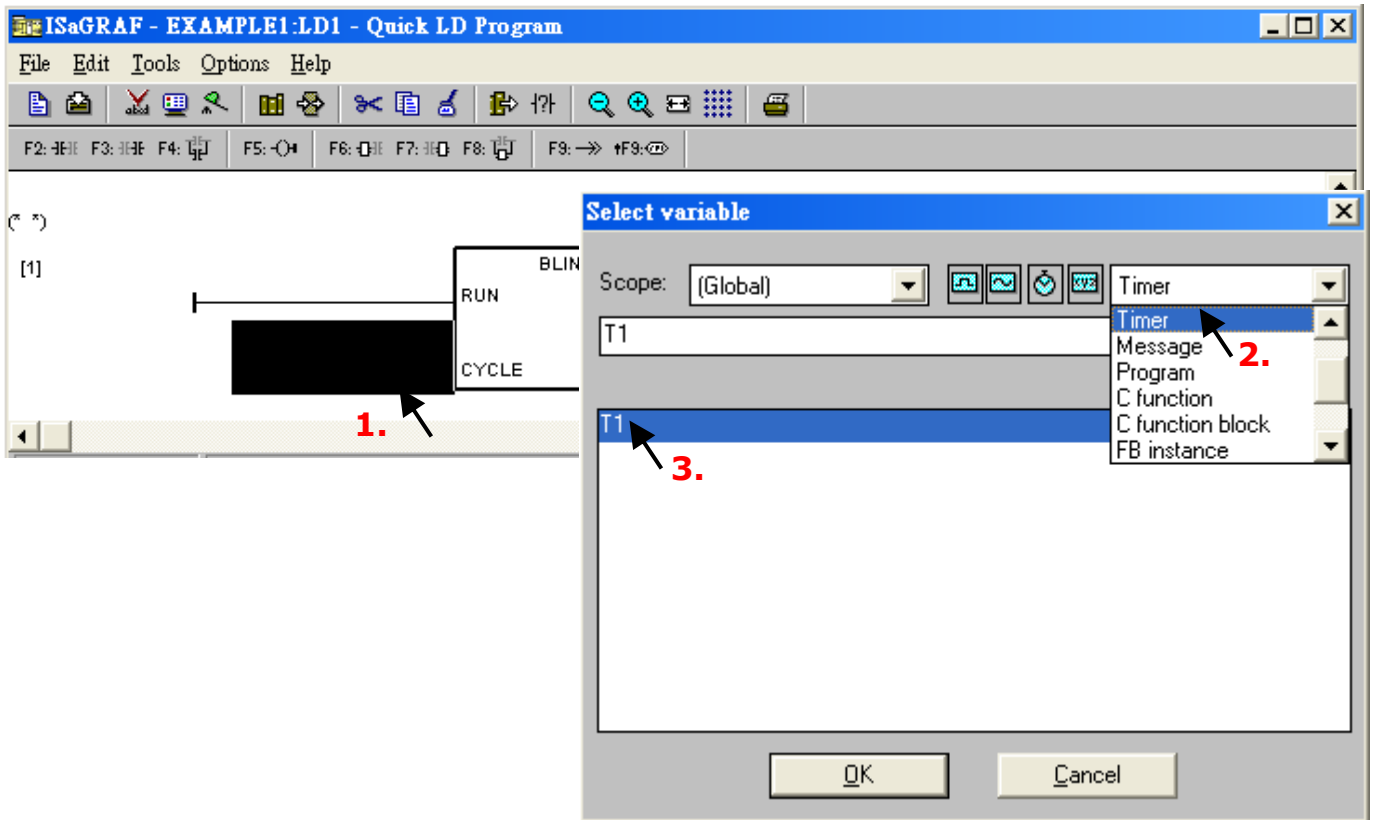 ISaGRAF - EXAMPLE1:LD1 - Quick LD Program
File Edit Tools Options Help
F2: F3: F4: F5: F6: F7: F8: F9: F9:
(* *)
[1]
BLIN
RUN
CYCLE
1.
Select variable
Scope: (Global) xyz Timer
T1
Timer
Message
Program
C function
C function block
FB instance
2.
T1
3.
OK Cancel